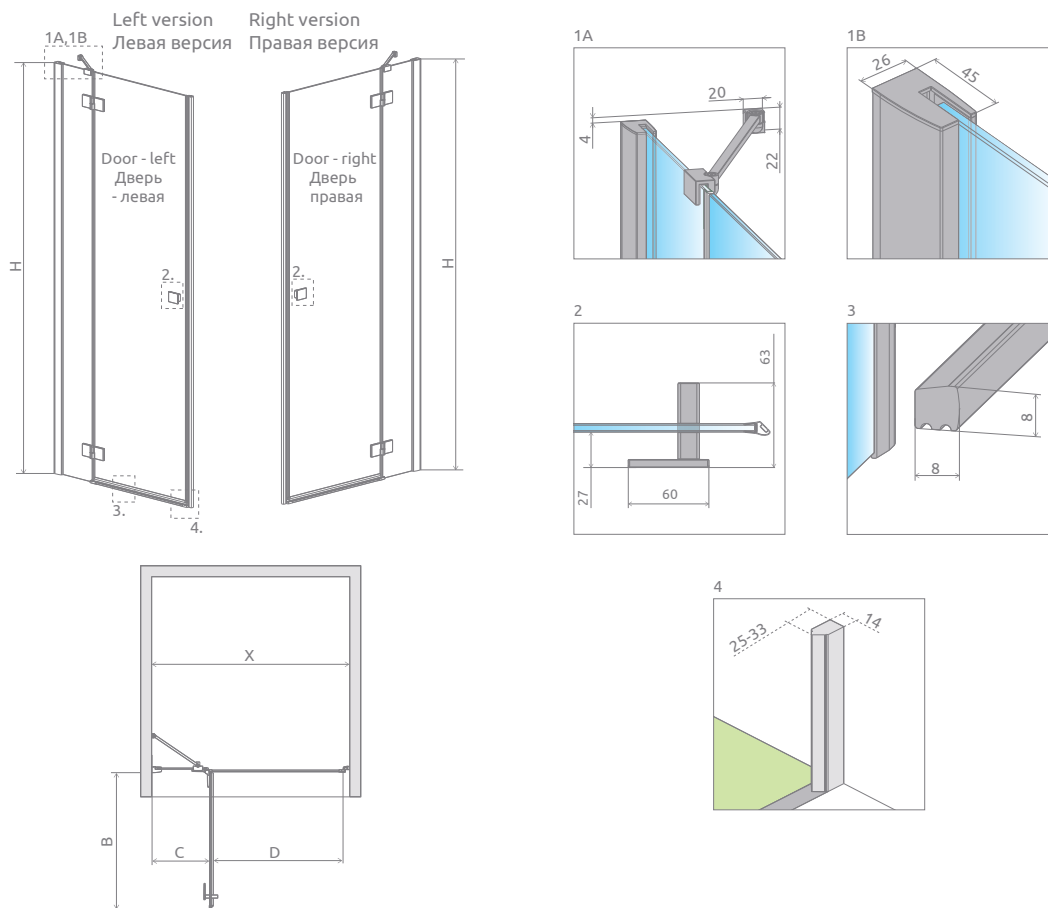 Left version
Левая версия
Right version
Правая версия
1A,1B
Door - left
Дверь
- левая
Door - right
Дверь
правая
H
H
2.
2.
3.
4.
1A
20
4
22
1B
26
45
2
63
27
60
3
8
8
X
B
C
D
4
25-33
14